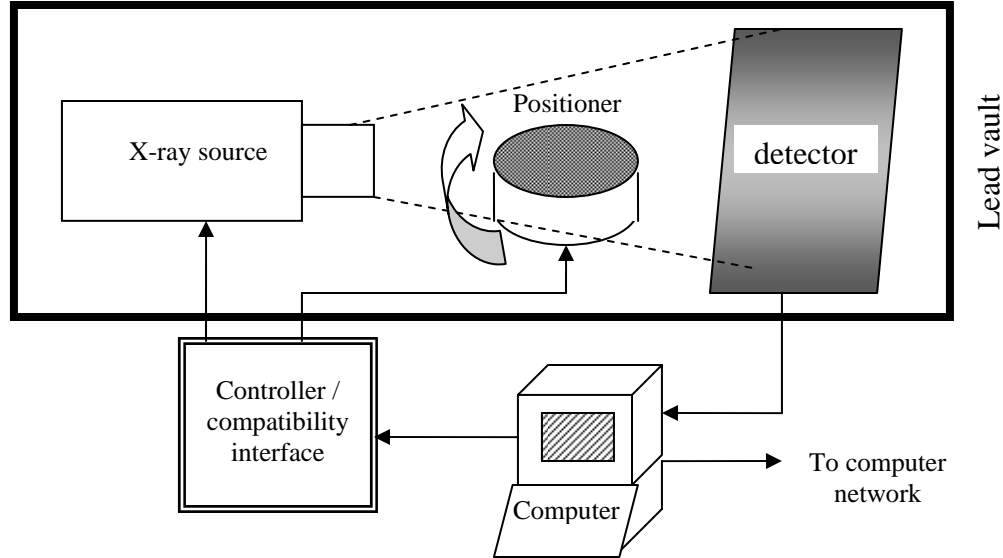 Positioner
X-ray source
detector
Lead vault
Controller /
compatibility
interface
Computer
To computer
network